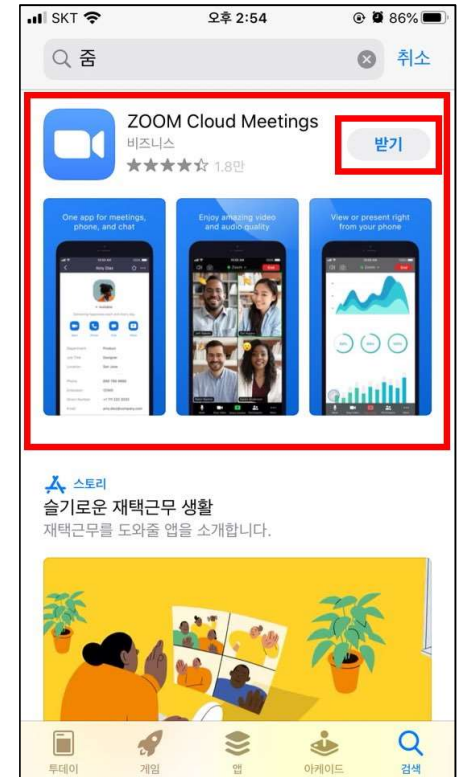 SKT
오후 2:54
86%
줌
취소
ZOOM Cloud Meetings
비즈니스
받기
1.8만
One app for meetings,
phone, and chat
Enjoy amazing video
and audio quality
View or present right
from your phone
스토리
슬기로운 재택근무 생활
재택근무를 도와줄 앱을 소개합니다.
투데이
게임
앱
아케이드
검색